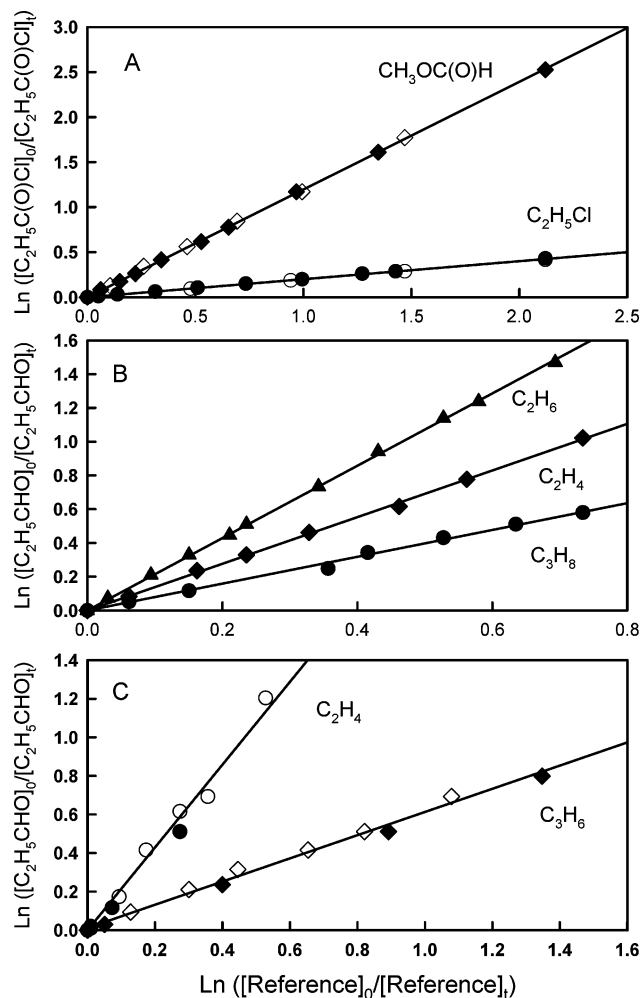 Ln ([C₂H₅C(O)Cl]₀/[C₂H₅C(O)Cl]ₜ)
3.0
2.5
2.0
1.5
1.0
0.5
0.0
A
CH₃OC(O)H
C₂H₅Cl
0.0 0.5 1.0 1.5 2.0 2.5
Ln ([C₂H₅CHO]₀/[C₂H₅CHO]ₜ)
1.6
1.4
1.2
1.0
0.8
0.6
0.4
0.2
0.0
B
C₂H₆
C₂H₄
C₃H₈
0.0 0.2 0.4 0.6 0.8
Ln ([C₂H₅CHO]₀/[C₂H₅CHO]ₜ)
1.4
1.2
1.0
0.8
0.6
0.4
0.2
0.0
C
C₂H₄
C₃H₆
0.0 0.2 0.4 0.6 0.8 1.0 1.2 1.4 1.6
Ln ([Reference]₀/[Reference]ₜ)